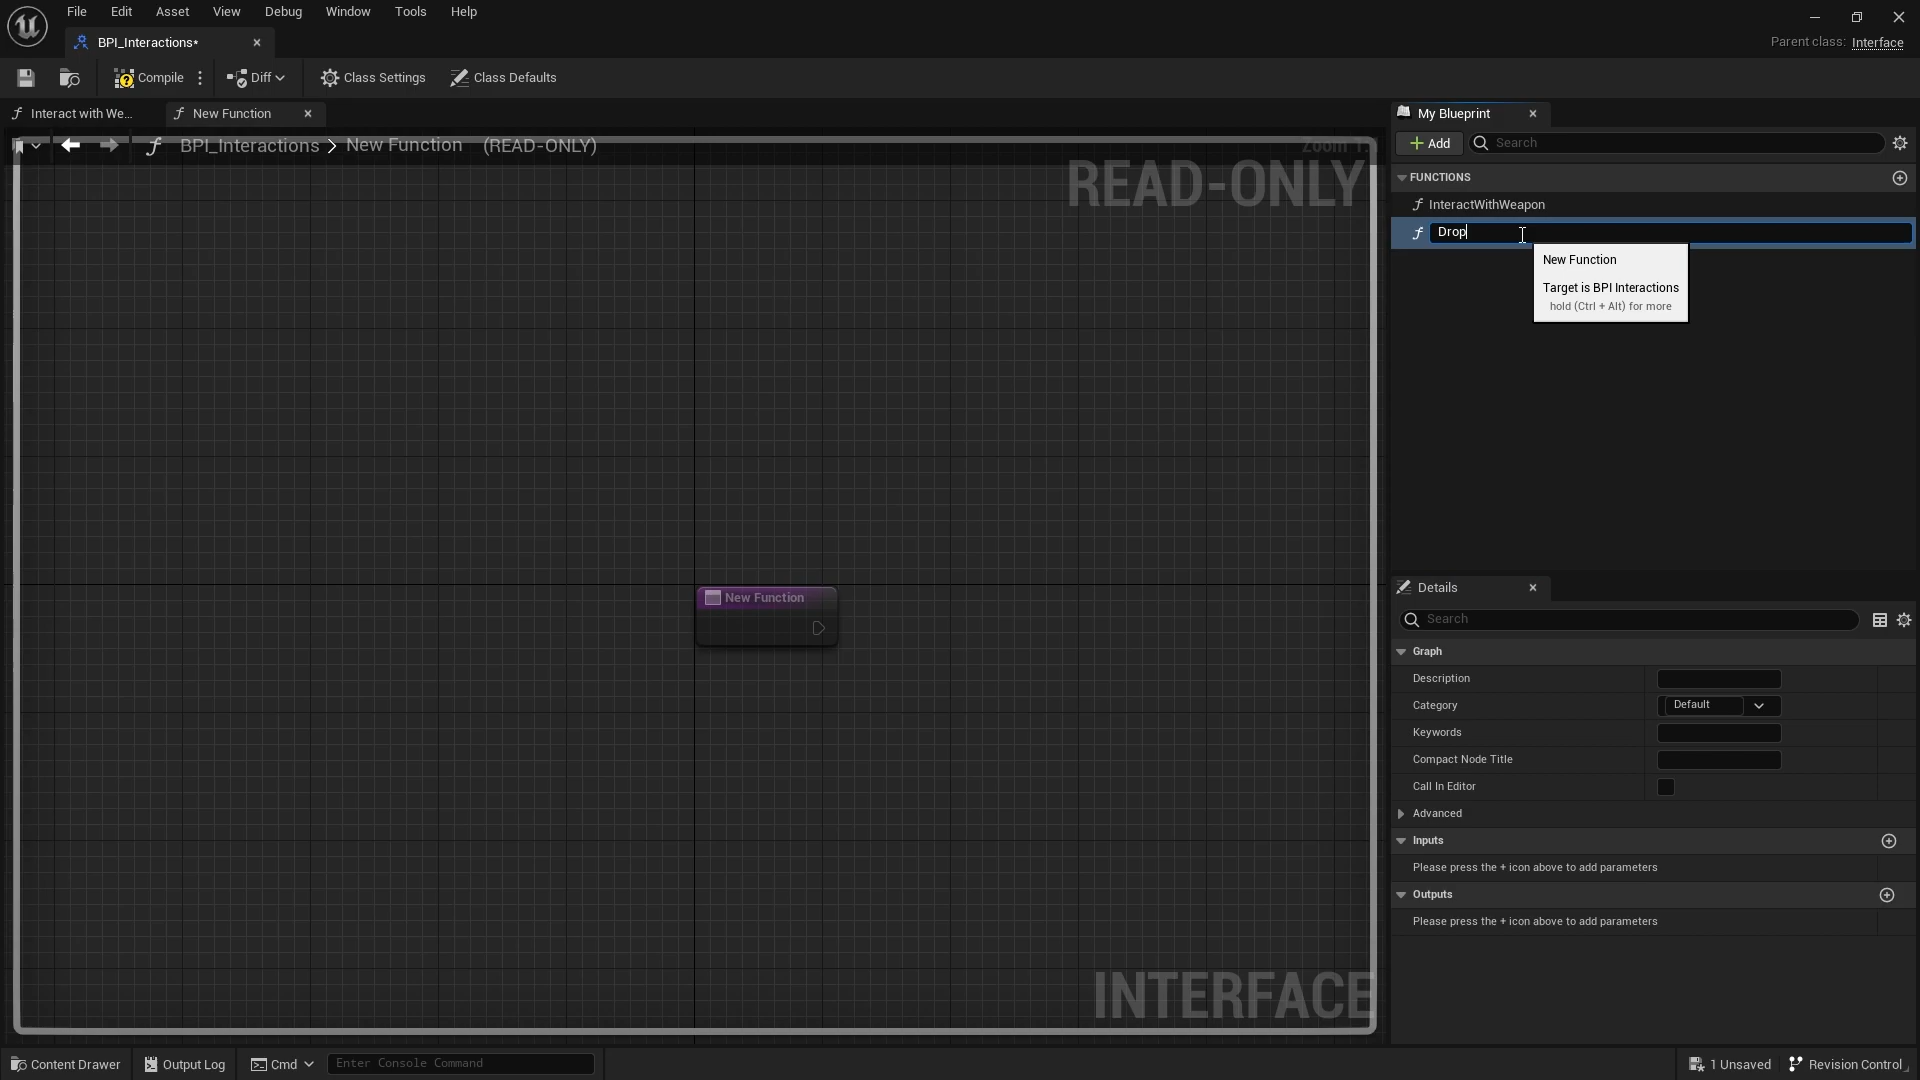 File Edit Asset View Debug Window Tools Help
BPI_Interactions*
Parent class: Interface
Compile Diff Class Settings Class Defaults
Interact with We... New Function
BPI_Interactions > New Function (READ-ONLY)
Zoom 1:1
READ-ONLY
New Function
INTERFACE
My Blueprint
Add Search
FUNCTIONS
InteractWithWeapon
Drop
New Function
Target is BPI Interactions
hold (Ctrl + Alt) for more
Details
Search
Graph
Description
Category Default
Keywords
Compact Node Title
Call In Editor
Advanced
Inputs
Please press the + icon above to add parameters
Outputs
Please press the + icon above to add parameters
Content Drawer Output Log Cmd Enter Console Command 1 Unsaved Revision Control